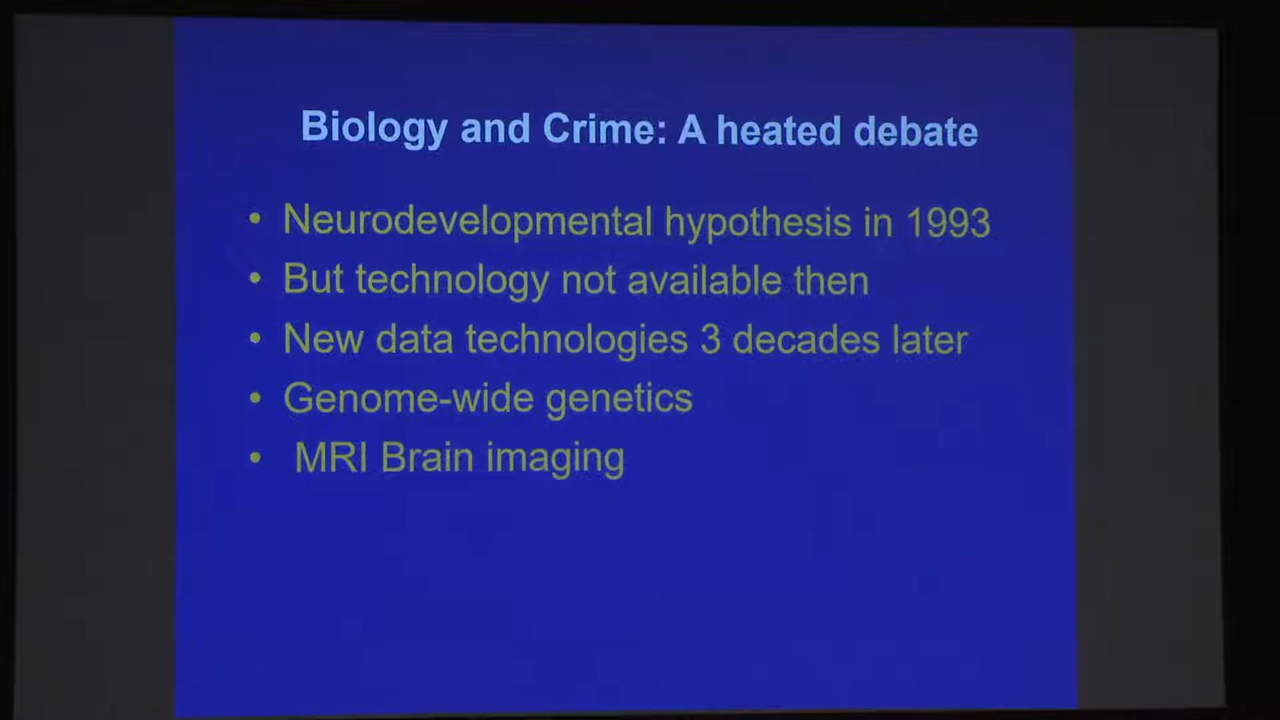 Biology and Crime: A heated debate
• Neurodevelopmental hypothesis in 1993
• But technology not available then
• New data technologies 3 decades later
• Genome-wide genetics
• MRI Brain imaging